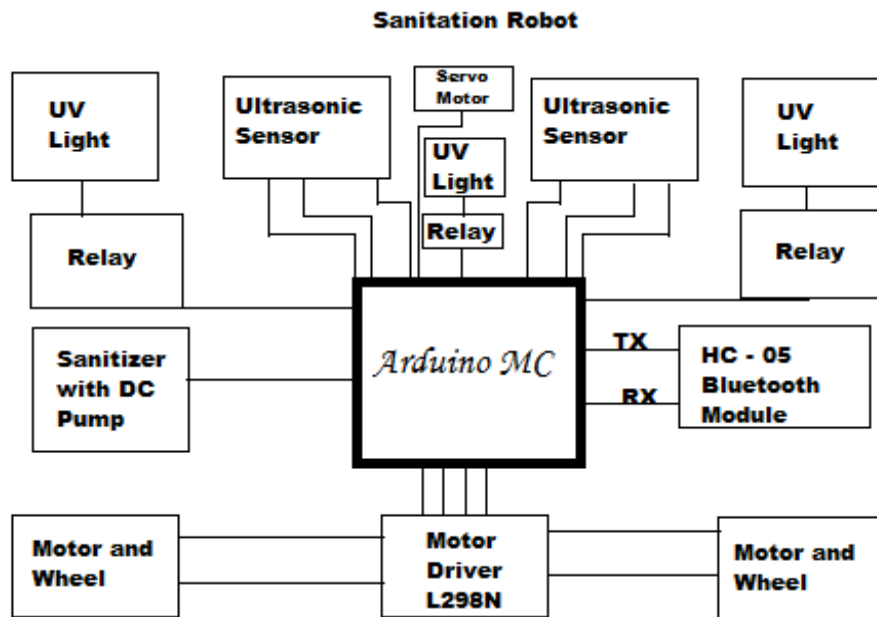 Sanitation Robot
UV
Light
Ultrasonic
Sensor
Servo
Motor
UV
Light
Ultrasonic
Sensor
UV
Light
Relay
Relay
Relay
Sanitizer
with DC
Pump
Arduino MC
TX
RX
HC - 05
Bluetooth
Module
Motor and
Wheel
Motor
Driver
L298N
Motor and
Wheel